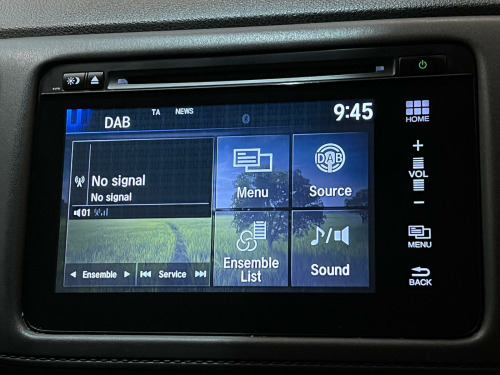 DAB
TA
NEWS
9:45
HOME
No signal
No signal
01
Menu
DAB
Source
+
VOL
−
Ensemble
Service
Ensemble
List
Sound
MENU
BACK